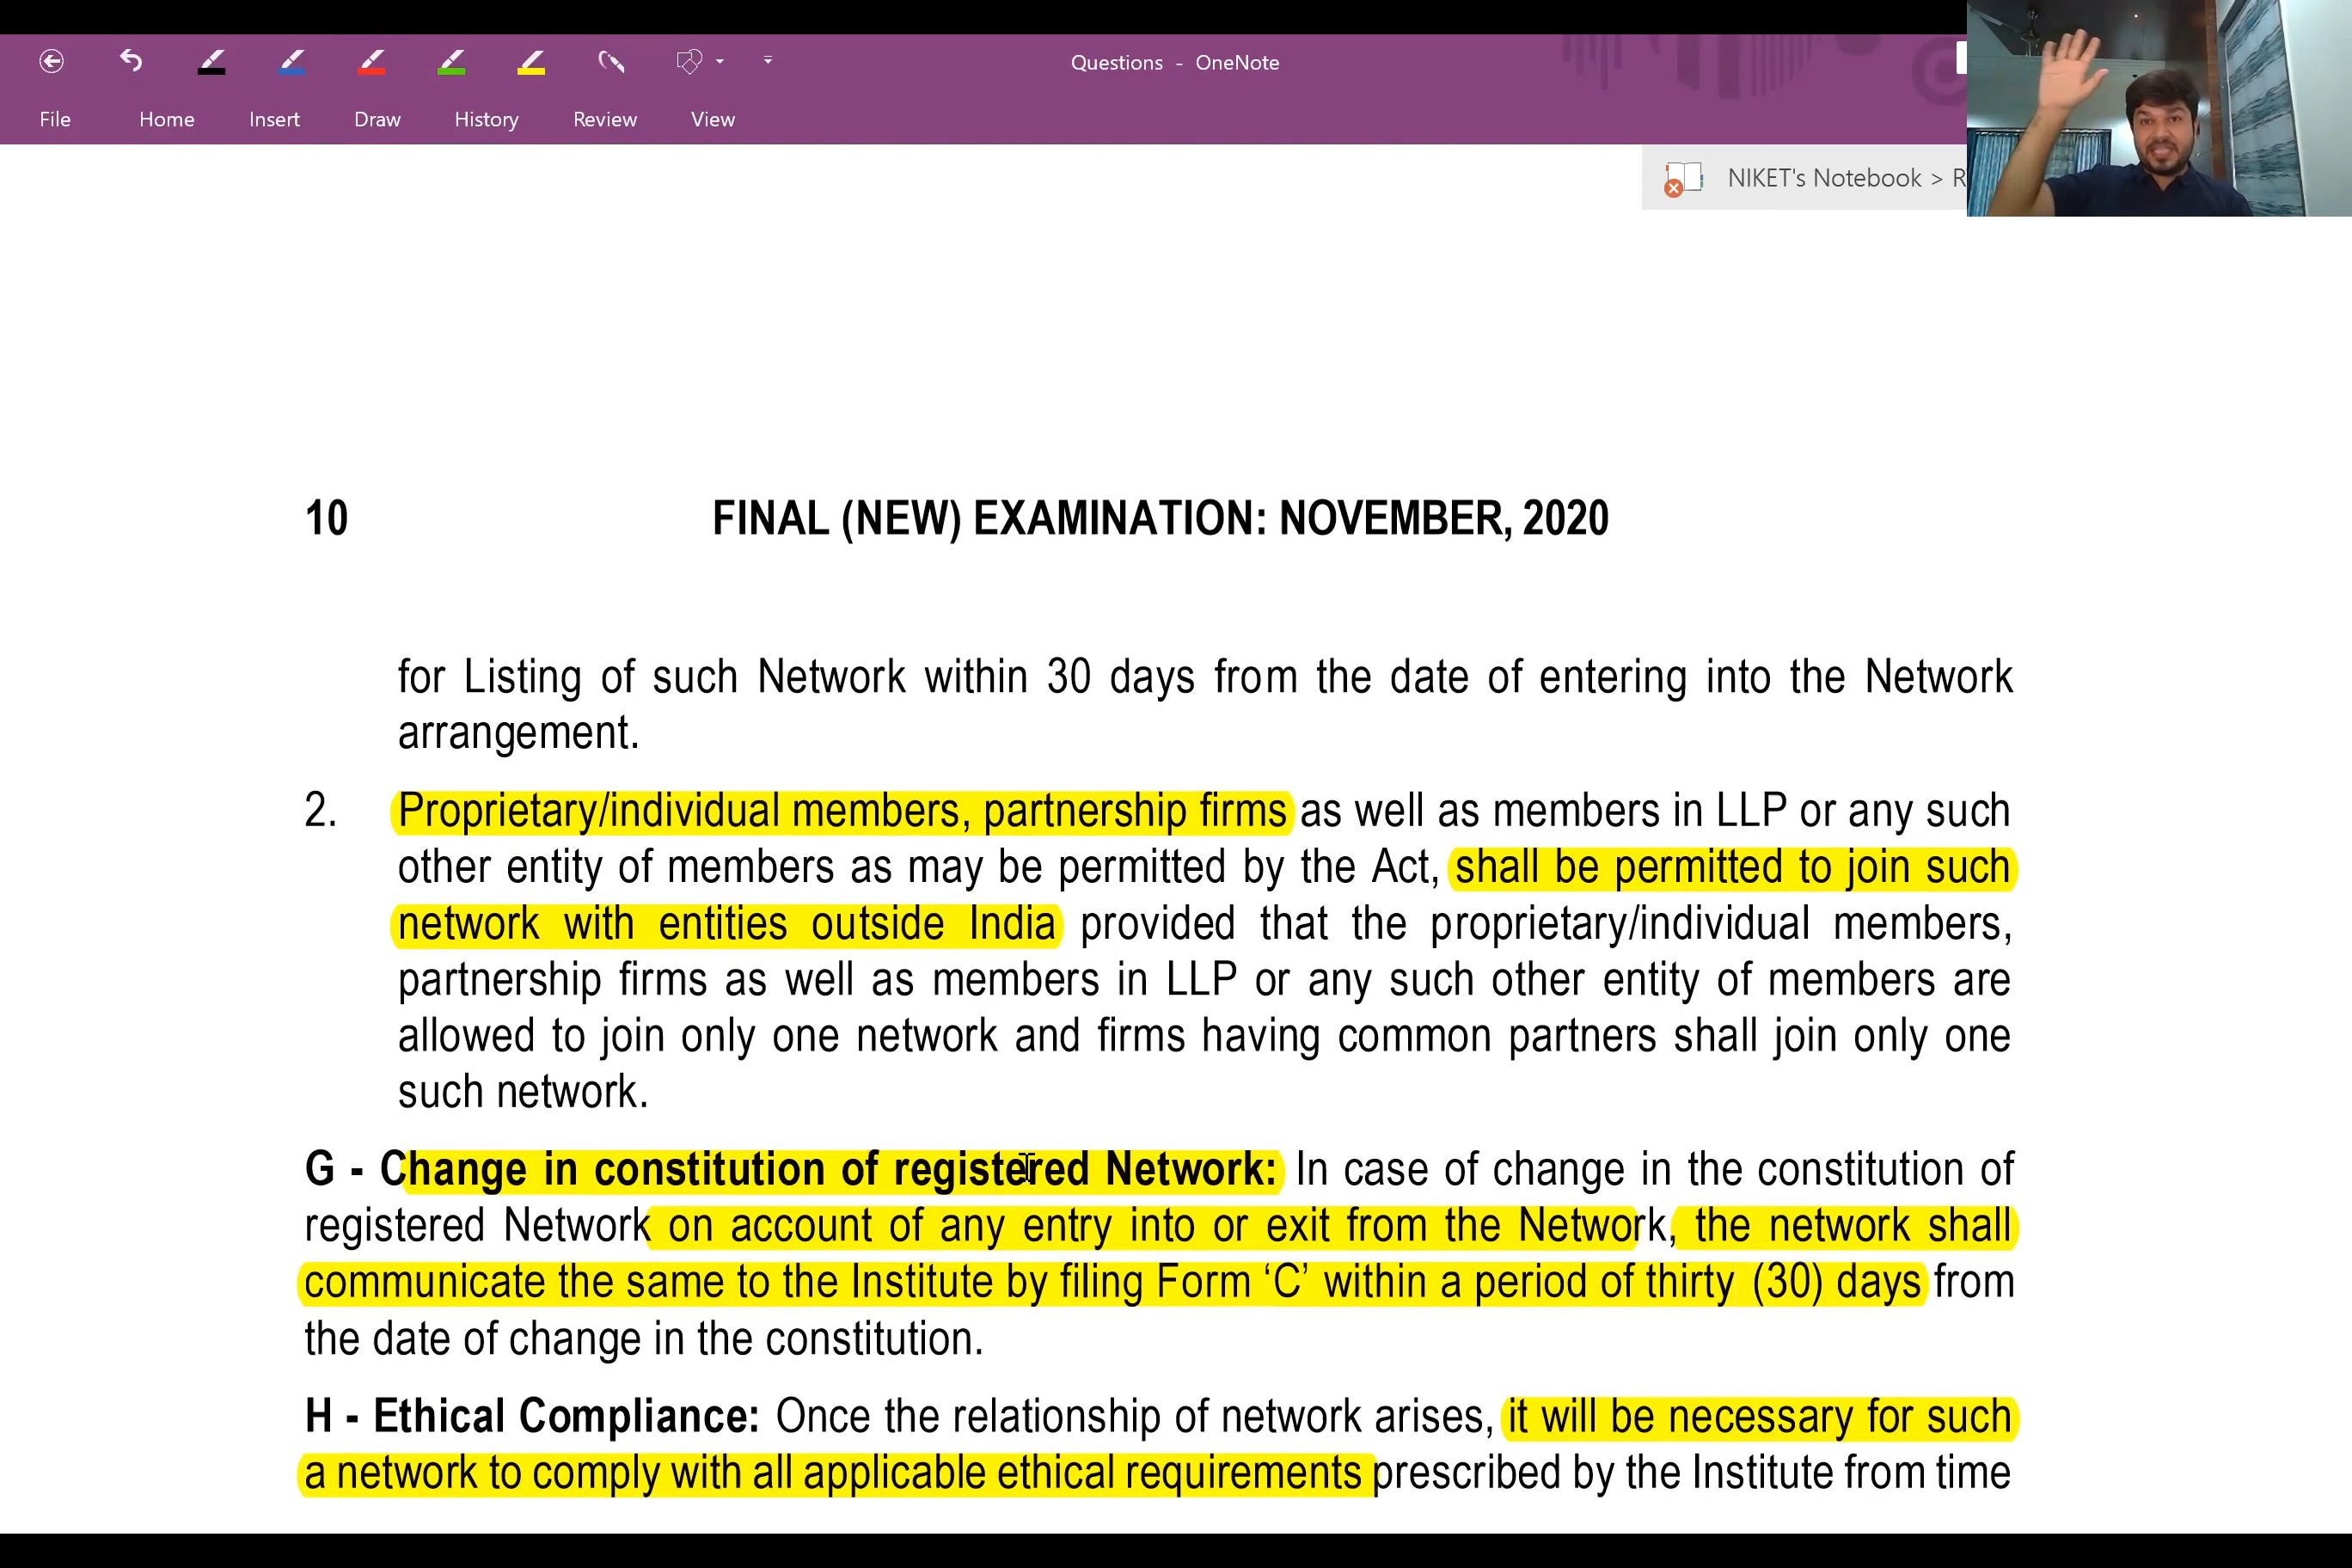 Questions - OneNote
File Home Insert Draw History Review View
NIKET's Notebook > R
10 FINAL (NEW) EXAMINATION: NOVEMBER, 2020
for Listing of such Network within 30 days from the date of entering into the Network
arrangement.
2. Proprietary/individual members, partnership firms as well as members in LLP or any such
other entity of members as may be permitted by the Act, shall be permitted to join such
network with entities outside India provided that the proprietary/individual members,
partnership firms as well as members in LLP or any such other entity of members are
allowed to join only one network and firms having common partners shall join only one
such network.
G - Change in constitution of registered Network: In case of change in the constitution of
registered Network on account of any entry into or exit from the Network, the network shall
communicate the same to the Institute by filing Form ‘C’ within a period of thirty (30) days from
the date of change in the constitution.
H - Ethical Compliance: Once the relationship of network arises, it will be necessary for such
a network to comply with all applicable ethical requirements prescribed by the Institute from time